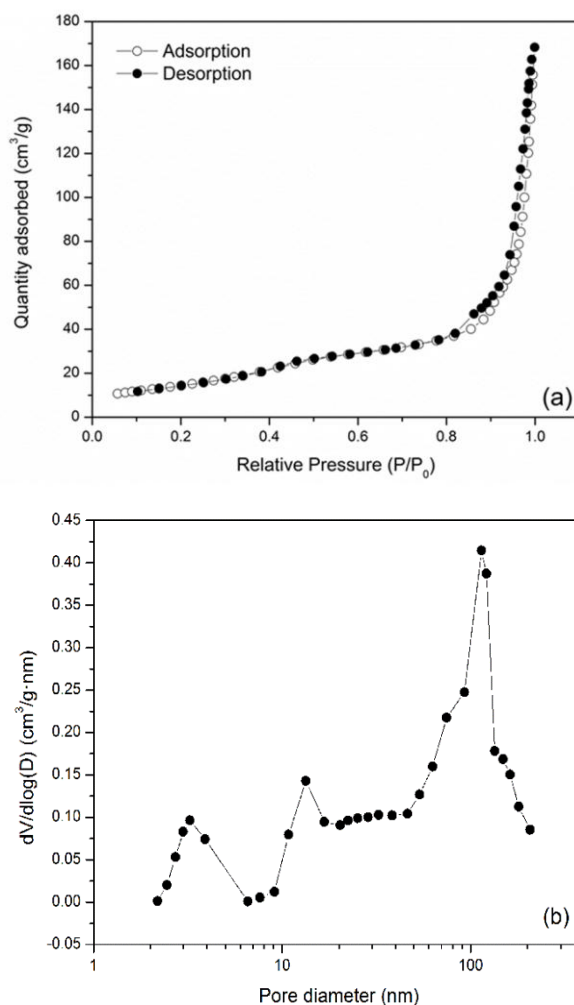 Adsorption
Desorption
Quantity adsorbed (cm³/g)
180
160
140
120
100
80
60
40
20
0
0.0 0.2 0.4 0.6 0.8 1.0
Relative Pressure (P/P₀)
(a)
dV/dlog(D) (cm³/g·nm)
0.45
0.40
0.35
0.30
0.25
0.20
0.15
0.10
0.05
0.00
-0.05
1 10 100
Pore diameter (nm)
(b)